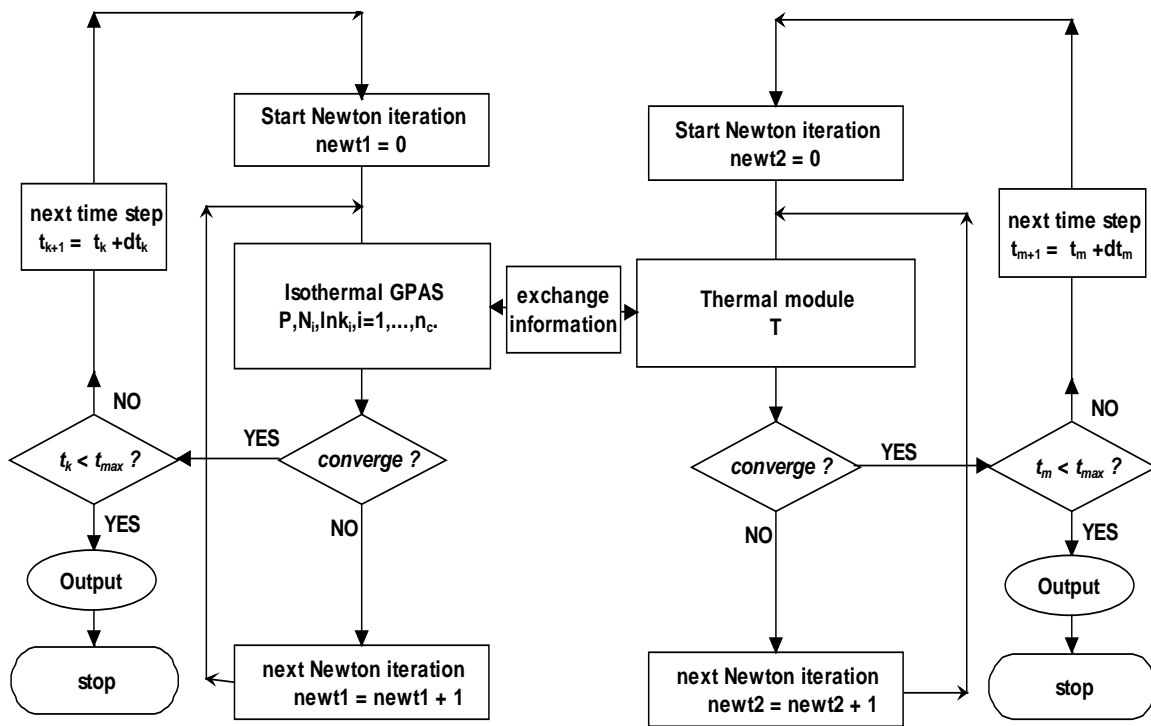 Start Newton iteration
newt1 = 0
next time step
tₖ₊₁ = tₖ +dtₖ
Isothermal GPAS
P,Nᵢ,lnkᵢ,i=1,...,n꜀.
exchange
information
NO
YES
tₖ < tₘₐₓ ?
converge ?
YES
NO
Output
stop
next Newton iteration
newt1 = newt1 + 1
Start Newton iteration
newt2 = 0
next time step
tₘ₊₁ = tₘ +dtₘ
Thermal module
T
NO
converge ?
YES
tₘ < tₘₐₓ ?
NO
YES
Output
next Newton iteration
newt2 = newt2 + 1
stop